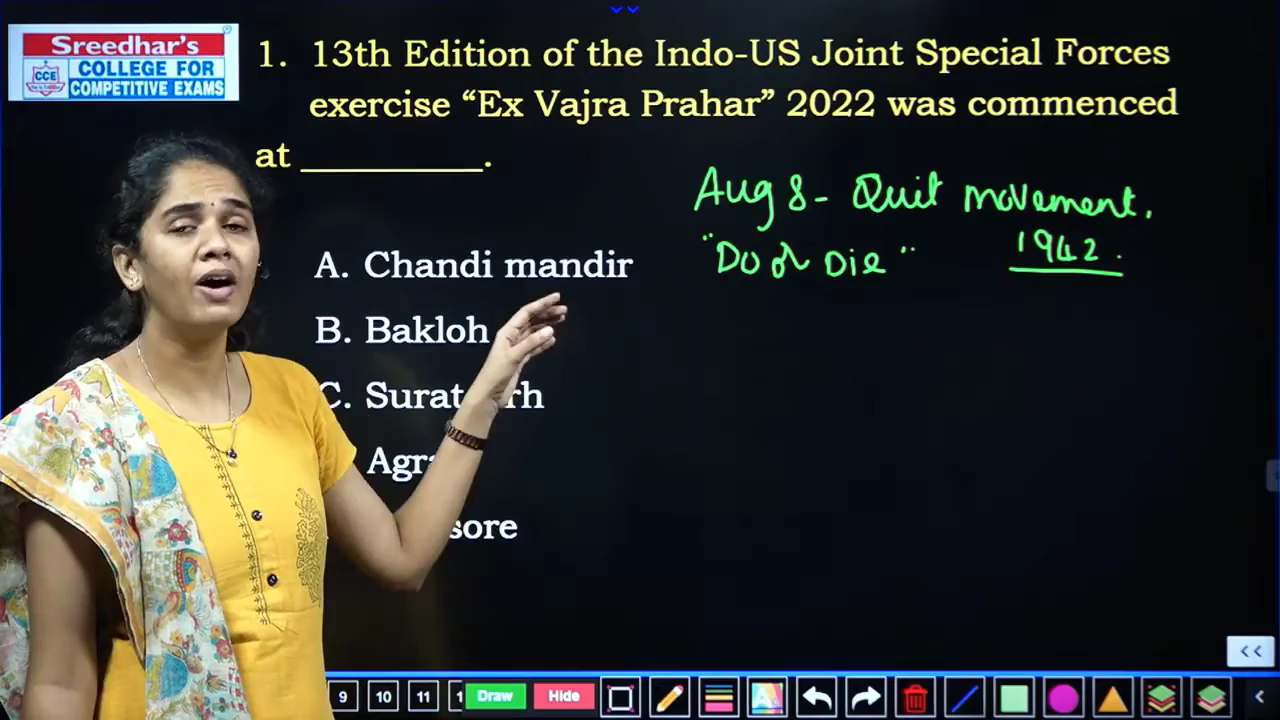 Sreedhar's
CCE
COLLEGE FOR
COMPETITIVE EXAMS
1. 13th Edition of the Indo-US Joint Special Forces
exercise “Ex Vajra Prahar” 2022 was commenced
at __________.
Aug 8- Quit movement.
"Do or Die"
1942.
A. Chandi mandir
B. Bakloh
C.
9 10 11 1 Draw Hide